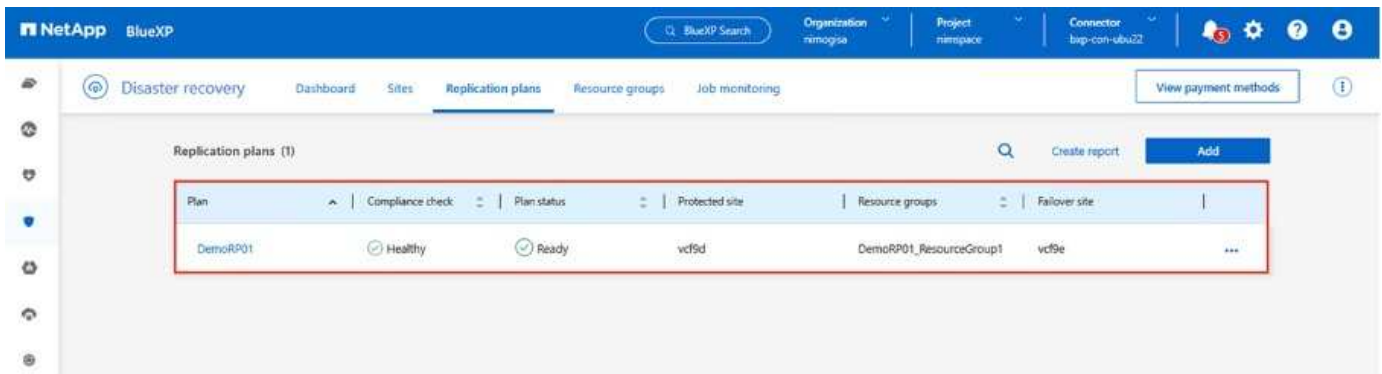 NetApp BlueXP BlueXP Search Organization Project Connector 5
nimogisa nimspace bxp-con-ubu22
Disaster recovery Dashboard Sites Replication plans Resource groups Job monitoring View payment methods
Replication plans (1) Create report Add
Plan Compliance check Plan status Protected site Resource groups Failover site
DemoRP01 Healthy Ready vcf9d DemoRP01_ResourceGroup1 vcf9e